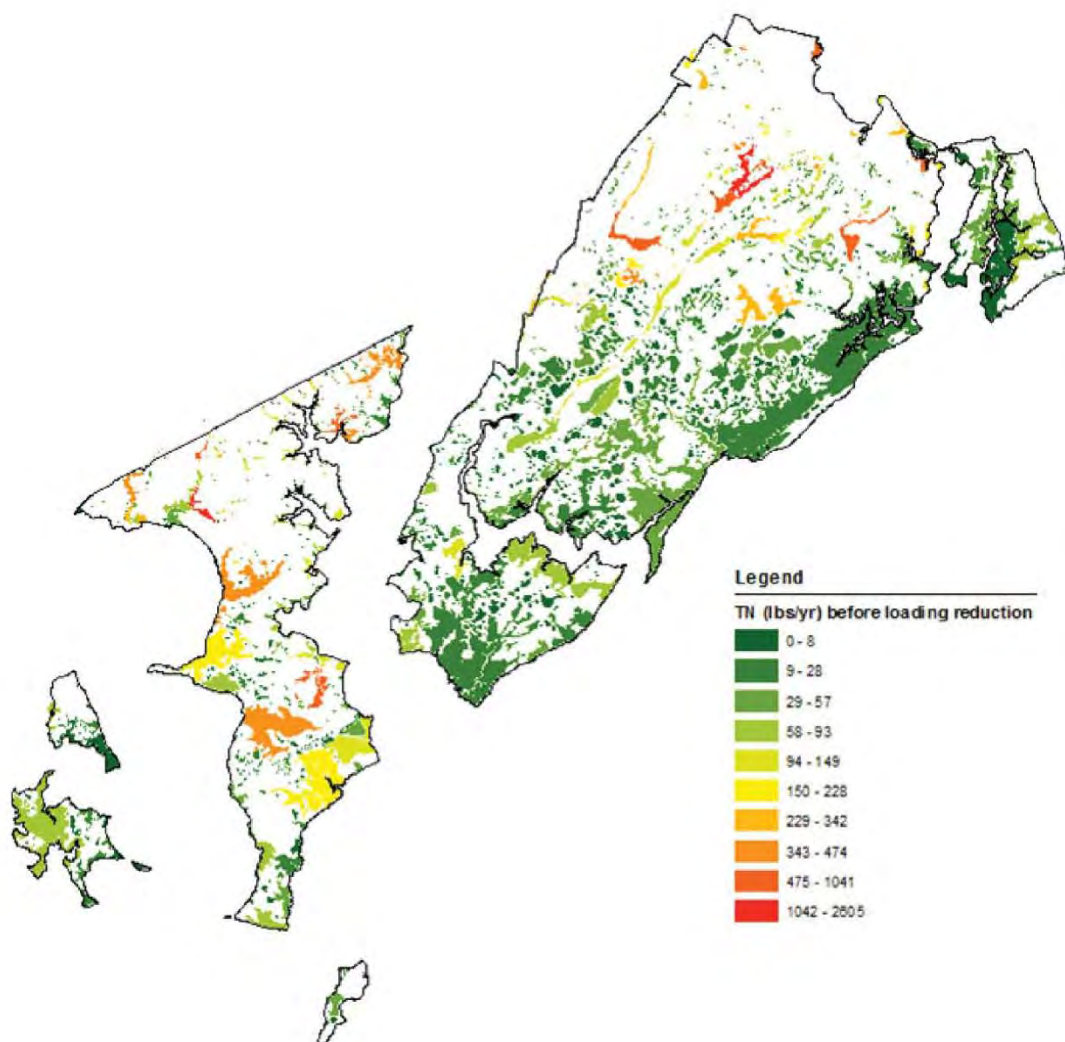 Legend
TN (lbs/yr) before loading reduction
0 - 8
9 - 28
29 - 57
58 - 93
94 - 149
150 - 228
229 - 342
343 - 474
475 - 1041
1042 - 2605